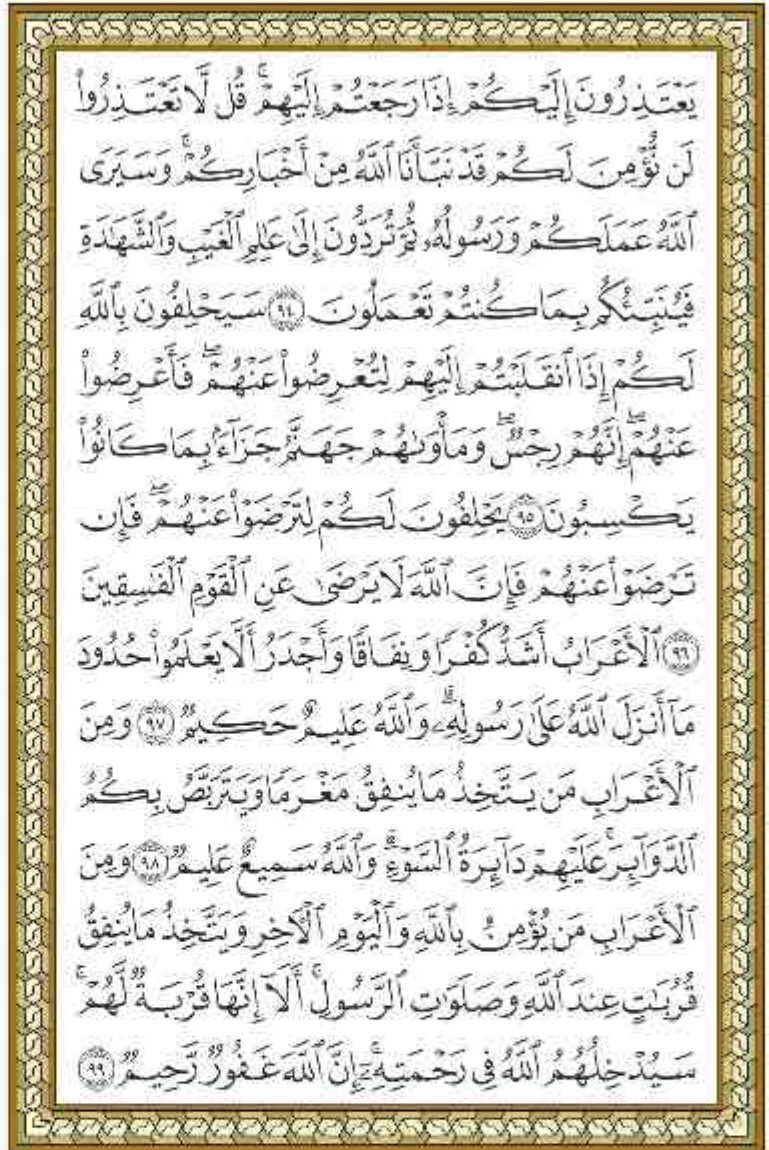 يَعۡتَذِرُونَ إِلَيۡكُمۡ إِذَا رَجَعۡتُمۡ إِلَيۡهِمۡۚ قُل لَّا تَعۡتَذِرُواْ
لَن نُّؤۡمِنَ لَكُمۡ قَدۡ نَبَّأَنَا ٱللَّهُ مِنۡ أَخۡبَارِكُمۡۚ وَسَيَرَى
ٱللَّهُ عَمَلَكُمۡ وَرَسُولُهُۥ ثُمَّ تُرَدُّونَ إِلَىٰ عَٰلِمِ ٱلۡغَيۡبِ وَٱلشَّهَٰدَةِ
فَيُنَبِّئُكُم بِمَا كُنتُمۡ تَعۡمَلُونَ ٩٤ سَيَحۡلِفُونَ بِٱللَّهِ
لَكُمۡ إِذَا ٱنقَلَبۡتُمۡ إِلَيۡهِمۡ لِتُعۡرِضُواْ عَنۡهُمۡۖ فَأَعۡرِضُواْ
عَنۡهُمۡۖ إِنَّهُمۡ رِجۡسٞۖ وَمَأۡوَىٰهُمۡ جَهَنَّمُ جَزَآءَۢ بِمَا كَانُواْ
يَكۡسِبُونَ ٩٥ يَحۡلِفُونَ لَكُمۡ لِتَرۡضَوۡاْ عَنۡهُمۡۖ فَإِن
تَرۡضَوۡاْ عَنۡهُمۡ فَإِنَّ ٱللَّهَ لَا يَرۡضَىٰ عَنِ ٱلۡقَوۡمِ ٱلۡفَٰسِقِينَ
٩٦ ٱلۡأَعۡرَابُ أَشَدُّ كُفۡرٗا وَنِفَاقٗا وَأَجۡدَرُ أَلَّا يَعۡلَمُواْ حُدُودَ
مَآ أَنزَلَ ٱللَّهُ عَلَىٰ رَسُولِهِۦۗ وَٱللَّهُ عَلِيمٌ حَكِيمٞ ٩٧ وَمِنَ
ٱلۡأَعۡرَابِ مَن يَتَّخِذُ مَا يُنفِقُ مَغۡرَمٗا وَيَتَرَبَّصُ بِكُمُ
ٱلدَّوَآئِرَۚ عَلَيۡهِمۡ دَآئِرَةُ ٱلسَّوۡءِۗ وَٱللَّهُ سَمِيعٌ عَلِيمٞ ٩٨ وَمِنَ
ٱلۡأَعۡرَابِ مَن يُؤۡمِنُ بِٱللَّهِ وَٱلۡيَوۡمِ ٱلۡأٓخِرِ وَيَتَّخِذُ مَا يُنفِقُ
قُرُبَٰتٍ عِندَ ٱللَّهِ وَصَلَوَٰتِ ٱلرَّسُولِۚ أَلَآ إِنَّهَا قُرۡبَةٞ لَّهُمۡۚ
سَيُدۡخِلُهُمُ ٱللَّهُ فِي رَحۡمَتِهِۦٓۚ إِنَّ ٱللَّهَ غَفُورٞ رَّحِيمٞ ٩٩